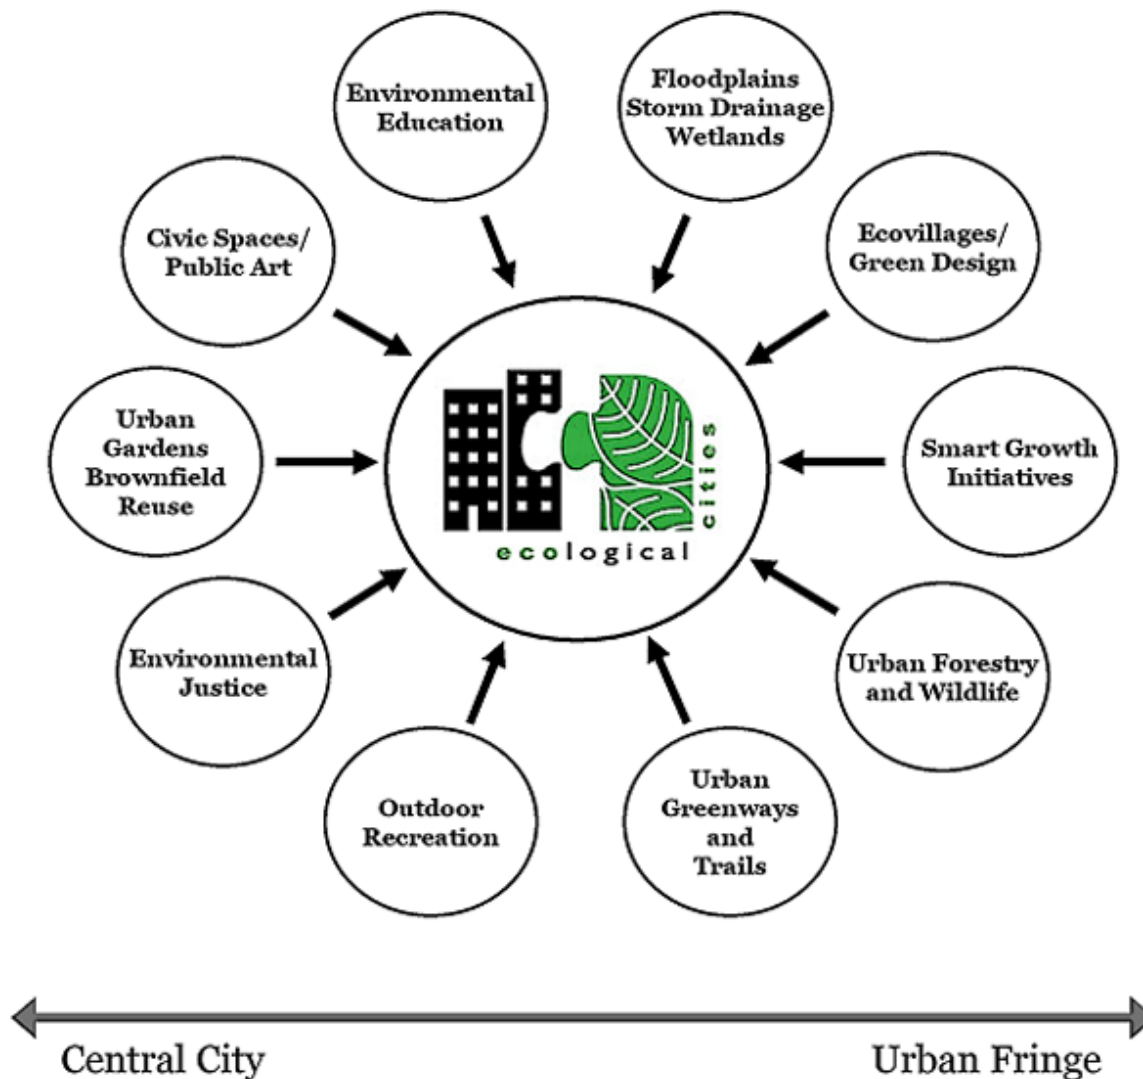 Environmental
Education
Floodplains
Storm Drainage
Wetlands
Civic Spaces/
Public Art
Ecovillages/
Green Design
Urban
Gardens
Brownfield
Reuse
ecological
cities
Smart Growth
Initiatives
Environmental
Justice
Urban Forestry
and Wildlife
Outdoor
Recreation
Urban
Greenways
and
Trails
Central City
Urban Fringe